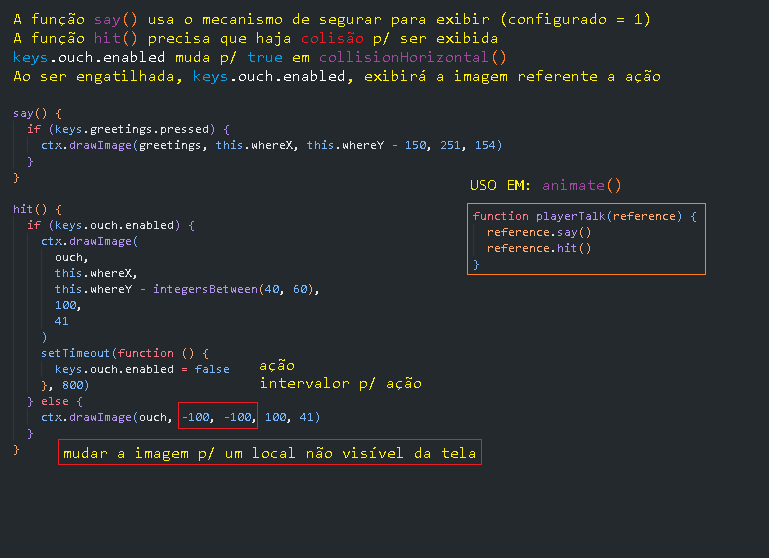 A função say() usa o mecanismo de segurar para exibir (configurado = 1)
A função hit() precisa que haja colisão p/ ser exibida
keys.ouch.enabled muda p/ true em collisionHorizontal()
Ao ser engatilhada, keys.ouch.enabled, exibirá a imagem referente a ação
say() {
if (keys.greetings.pressed) {
ctx.drawImage(greetings, this.whereX, this.whereY - 150, 251, 154)
}
}
USO EM: animate()
function playerTalk(reference) {
reference.say()
reference.hit()
}
hit() {
if (keys.ouch.enabled) {
ctx.drawImage(
ouch,
this.whereX,
this.whereY - integersBetween(40, 60),
100,
41
)
setTimeout(function () {
keys.ouch.enabled = false
}, 800)
ação
intervalor p/ ação
} else {
ctx.drawImage(ouch, -100, -100, 100, 41)
}
}
mudar a imagem p/ um local não visível da tela